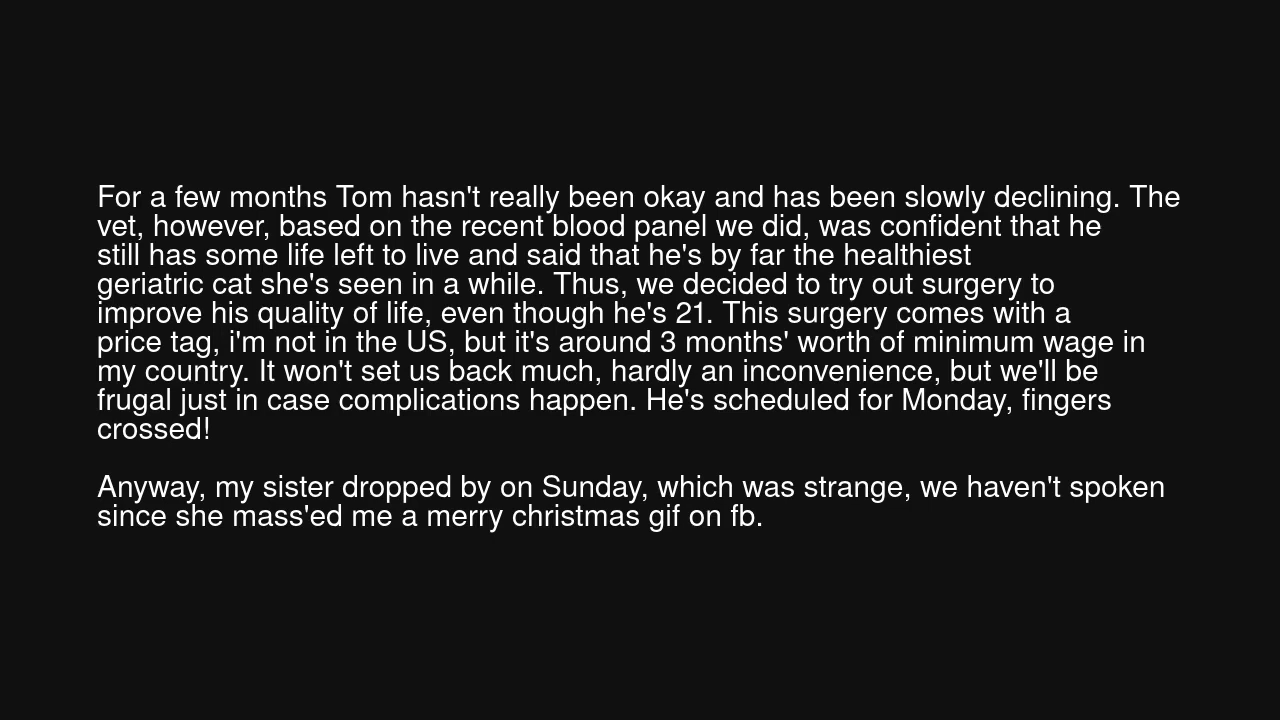 For a few months Tom hasn't really been okay and has been slowly declining. The
vet, however, based on the recent blood panel we did, was confident that he
still has some life left to live and said that he's by far the healthiest
geriatric cat she's seen in a while. Thus, we decided to try out surgery to
improve his quality of life, even though he's 21. This surgery comes with a
price tag, i'm not in the US, but it's around 3 months' worth of minimum wage in
my country. It won't set us back much, hardly an inconvenience, but we'll be
frugal just in case complications happen. He's scheduled for Monday, fingers
crossed!

Anyway, my sister dropped by on Sunday, which was strange, we haven't spoken
since she mass'ed me a merry christmas gif on fb.